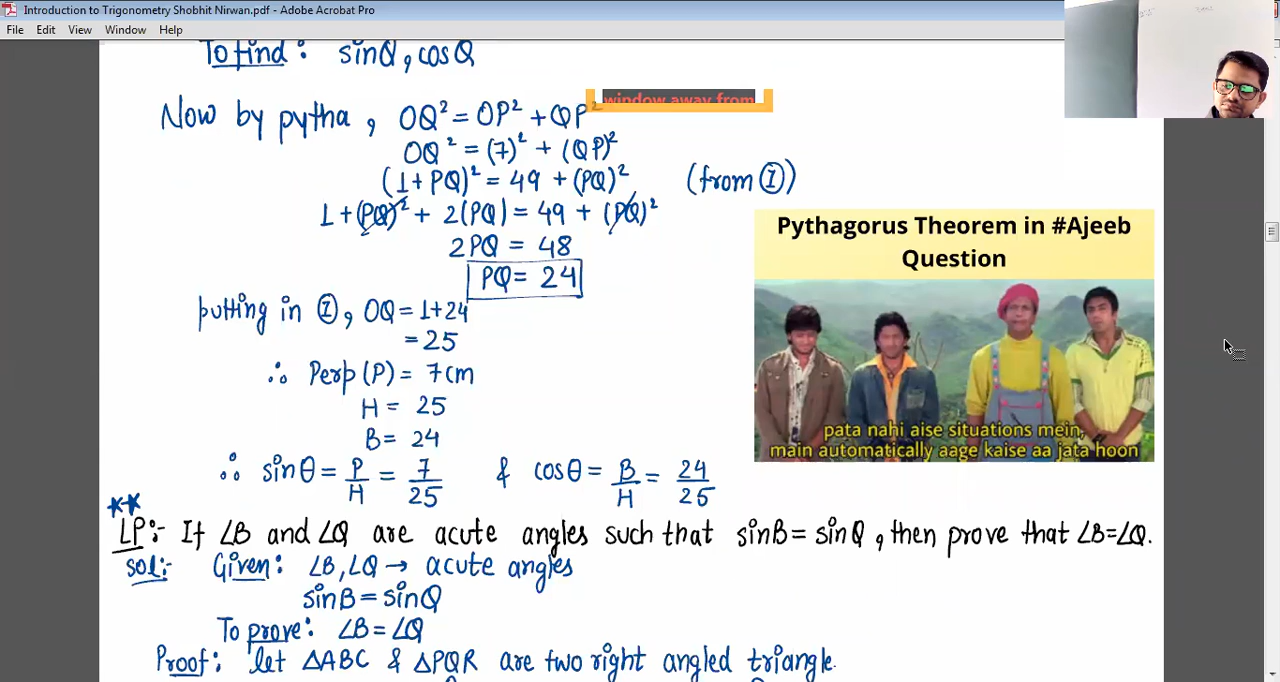 Introduction to Trigonometry Shobhit Nirwan.pdf - Adobe Acrobat Pro
File Edit View Window Help
To find : sinQ, cosQ
window away from
Now by pytha, OQ² = OP² + QP²
OQ² = (7)² + (QP)²
(1+PQ)² = 49 + (PQ)² (from Ⓘ)
1 + (PQ)² + 2(PQ) = 49 + (PQ)²
2PQ = 48
PQ = 24
putting in Ⓘ, OQ = 1+24
= 25
∴ Perp (P) = 7cm
H = 25
B = 24
∴ sinθ = P/H = 7/25 & cosθ = B/H = 24/25
Pythagorus Theorem in #Ajeeb
Question
pata nahi aise situations mein,
main automatically aage kaise aa jata hoon
**
LP:- If ∠B and ∠Q are acute angles such that sinB = sinQ, then prove that ∠B=∠Q.
Sol:- Given: ∠B, ∠Q → acute angles
sinB = sinQ
To prove: ∠B = ∠Q
Proof: let ΔABC & ΔPQR are two right angled triangle.